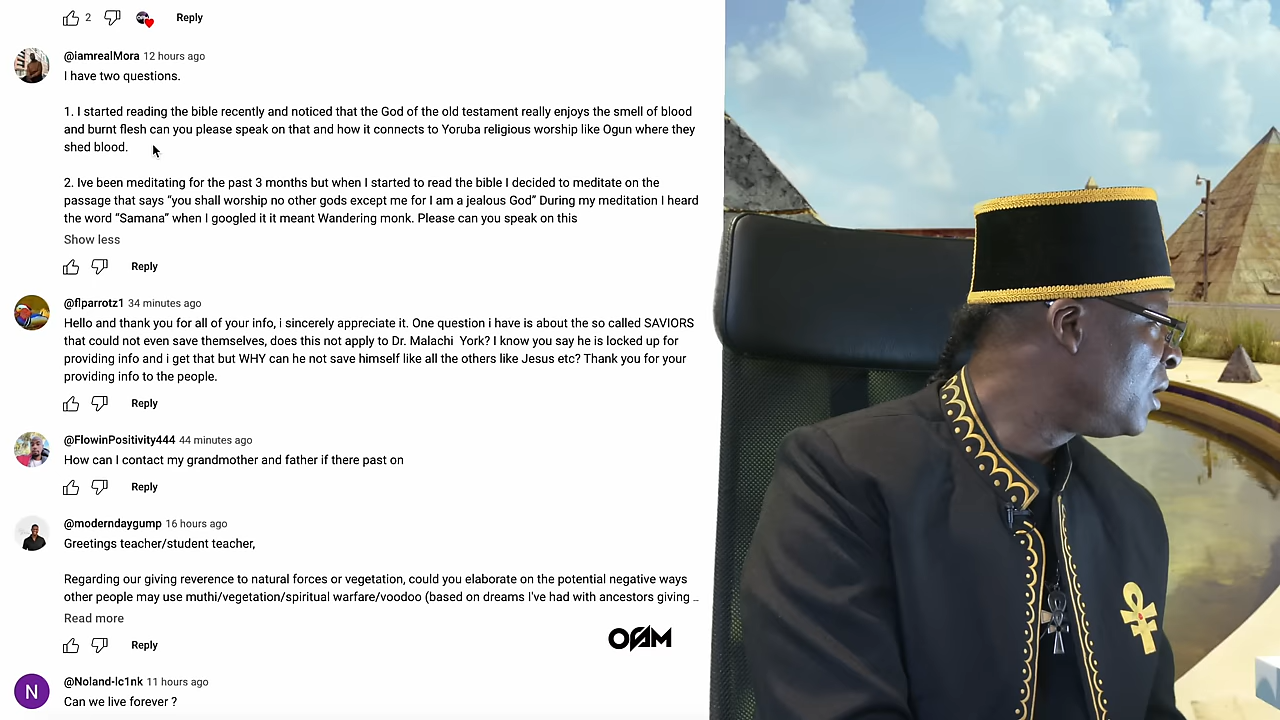 2 Reply
@iamrealMora 12 hours ago
I have two questions.
1. I started reading the bible recently and noticed that the God of the old testament really enjoys the smell of blood
and burnt flesh can you please speak on that and how it connects to Yoruba religious worship like Ogun where they
shed blood.
2. Ive been meditating for the past 3 months but when I started to read the bible I decided to meditate on the
passage that says “you shall worship no other gods before me for I am a jealous God” During my meditation I heard
the word “Samana” when I googled it it meant Wandering monk. Please can you speak on this
Show less
Reply
@flparrotz1 34 minutes ago
Hello and thank you for all of your info, i sincerely appreciate it. One question i have is about the so called SAVIORS
that could not even save themselves, does this not apply to Dr. Malachi York? I know you say he is locked up for
providing info and i get that but WHY can he not save himself like all the others like Jesus etc? Thank you for your
providing info to the people.
Reply
@FlowinPositivity444 44 minutes ago
How can I contact my grandmother and father if there past on
Reply
@moderndaygump 16 hours ago
Greetings teacher/student teacher,
Regarding our giving reverence to natural forces or vegetation, could you elaborate on the potential negative ways
other people may use muthi/vegetation/spiritual warfare/voodoo (based on dreams I've had with ancestors giving ...
Read more
Reply
OFAM
N
@Noland-lc1nk 11 hours ago
Can we live forever ?